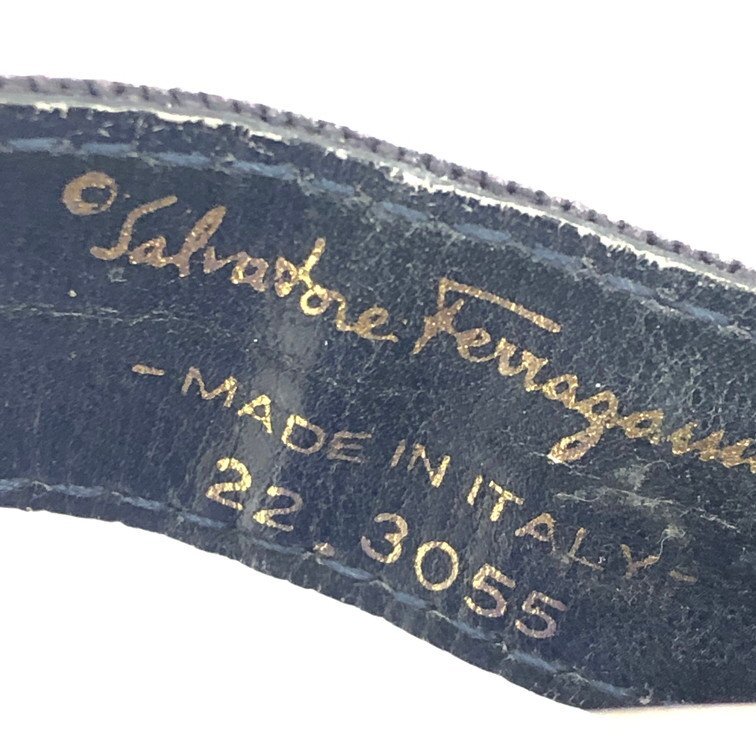 © Salvatore Ferragamo
- MADE IN ITALY -
22.3055